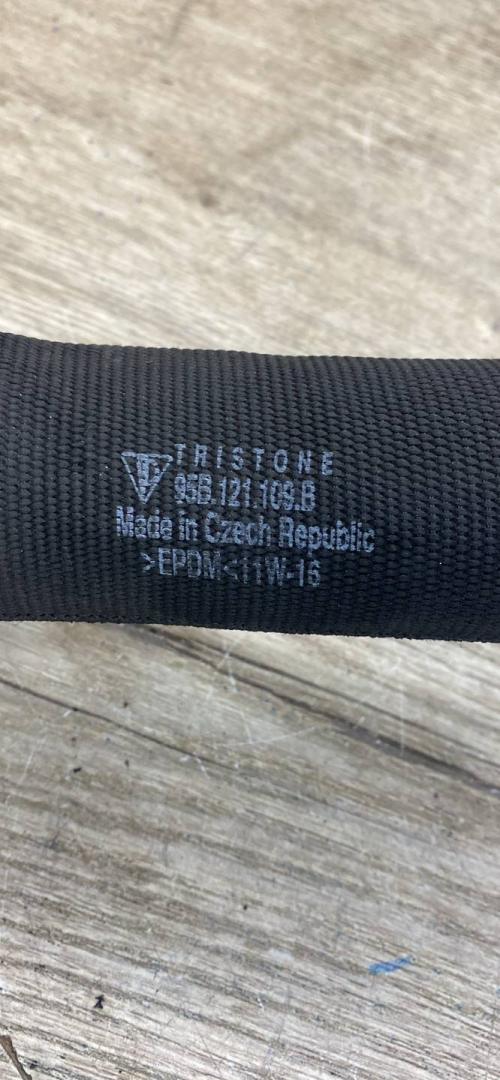 TRISTONE
95B.121.109.B
Made in Czech Republic
>EPDM<11W-16